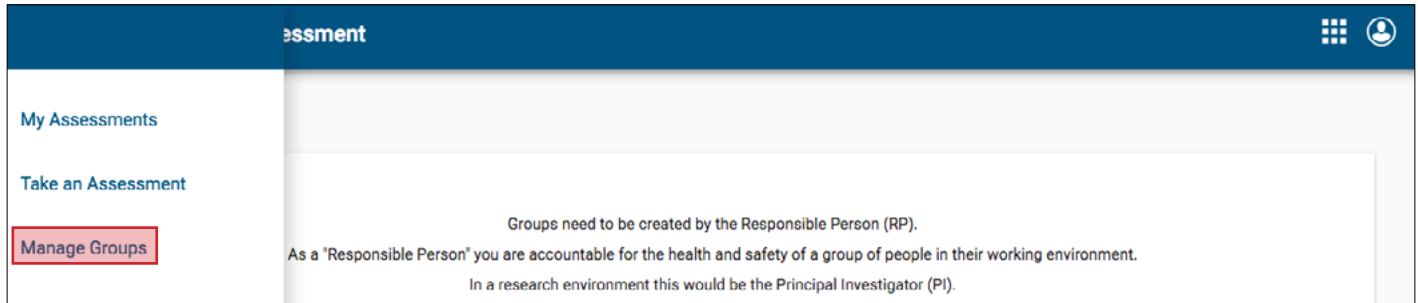 essment
My Assessments
Take an Assessment
Manage Groups
Groups need to be created by the Responsible Person (RP).
As a "Responsible Person" you are accountable for the health and safety of a group of people in their working environment.
In a research environment this would be the Principal Investigator (PI).